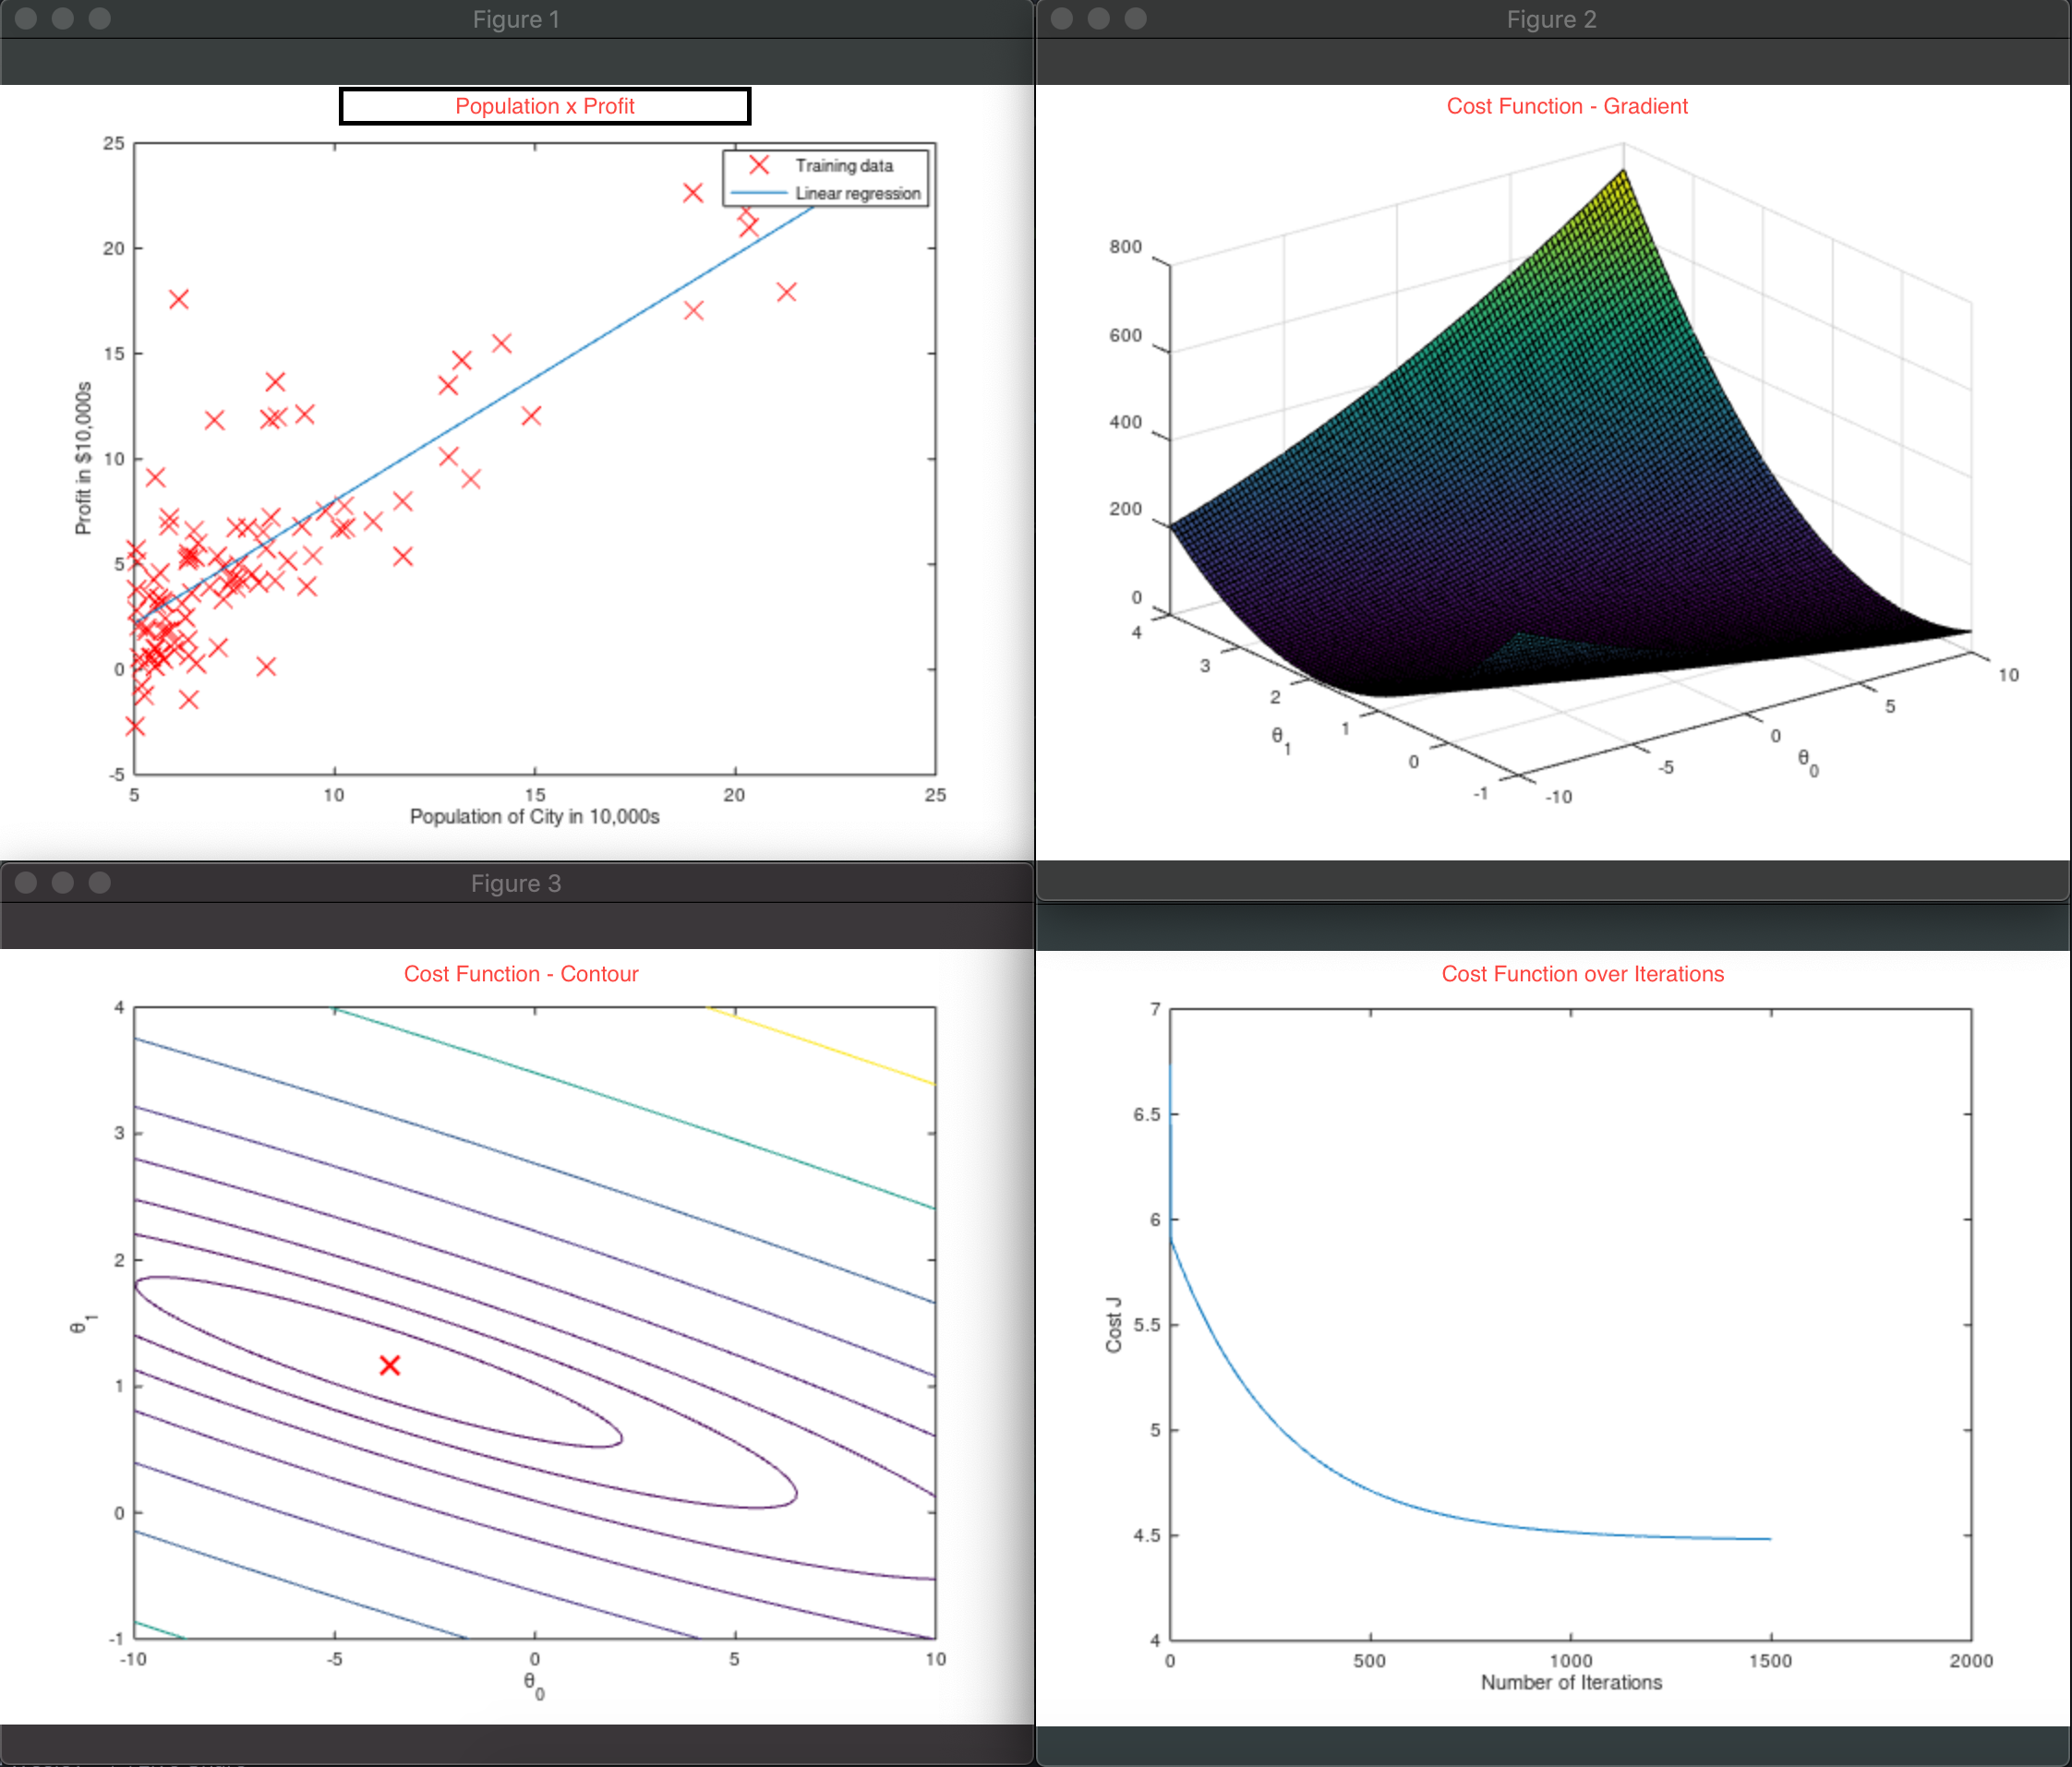 Figure 1
Population x Profit
25
20
15
10
5
0
-5
5 10 15 20 25
Profit in $10,000s
Population of City in 10,000s
Training data
Linear regression
Figure 2
Cost Function - Gradient
800
600
400
200
0
4
3
2
1
0
-1
θ1
-10
-5
0
5
10
θ0
Figure 3
Cost Function - Contour
4
3
2
1
0
-1
-10 -5 0 5 10
θ1
θ0
Cost Function over Iterations
7
6.5
6
5.5
5
4.5
4
0 500 1000 1500 2000
Cost J
Number of Iterations